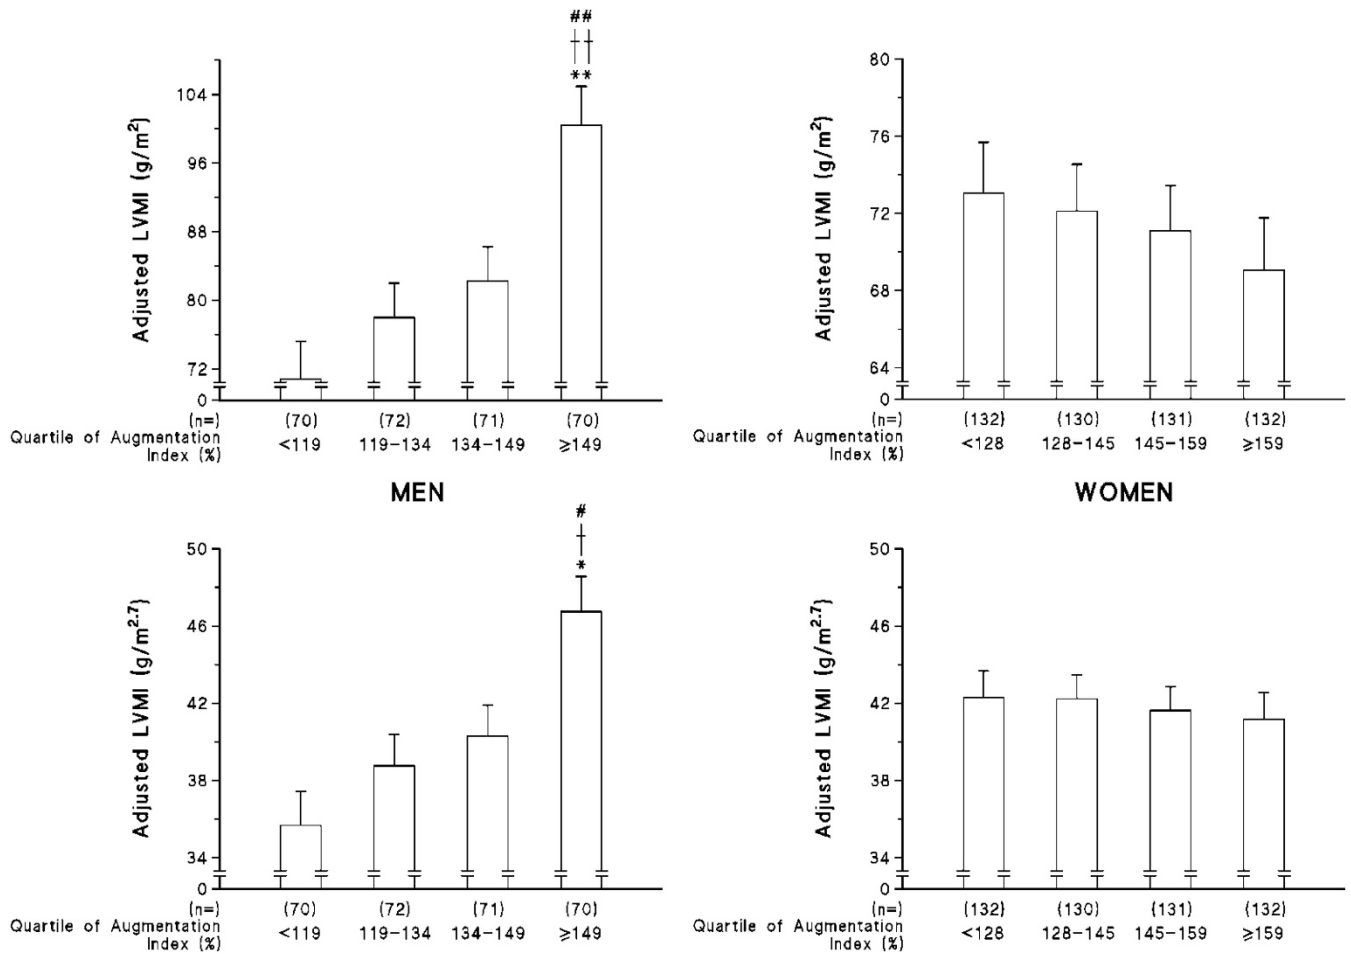 ##
††
**
Adjusted LVMI (g/m²)
104
96
88
80
72
0
(n=) (70) (72) (71) (70)
Quartile of Augmentation
Index (%) <119 119−134 134−149 ⩾149
Adjusted LVMI (g/m²)
80
76
72
68
64
0
(n=) (132) (130) (131) (132)
Quartile of Augmentation
Index (%) <128 128−145 145−159 ⩾159
MEN
WOMEN
#
†
*
Adjusted LVMI (g/m²·⁷)
50
46
42
38
34
0
(n=) (70) (72) (71) (70)
Quartile of Augmentation
Index (%) <119 119−134 134−149 ⩾149
Adjusted LVMI (g/m²·⁷)
50
46
42
38
34
0
(n=) (132) (130) (131) (132)
Quartile of Augmentation
Index (%) <128 128−145 145−159 ⩾159